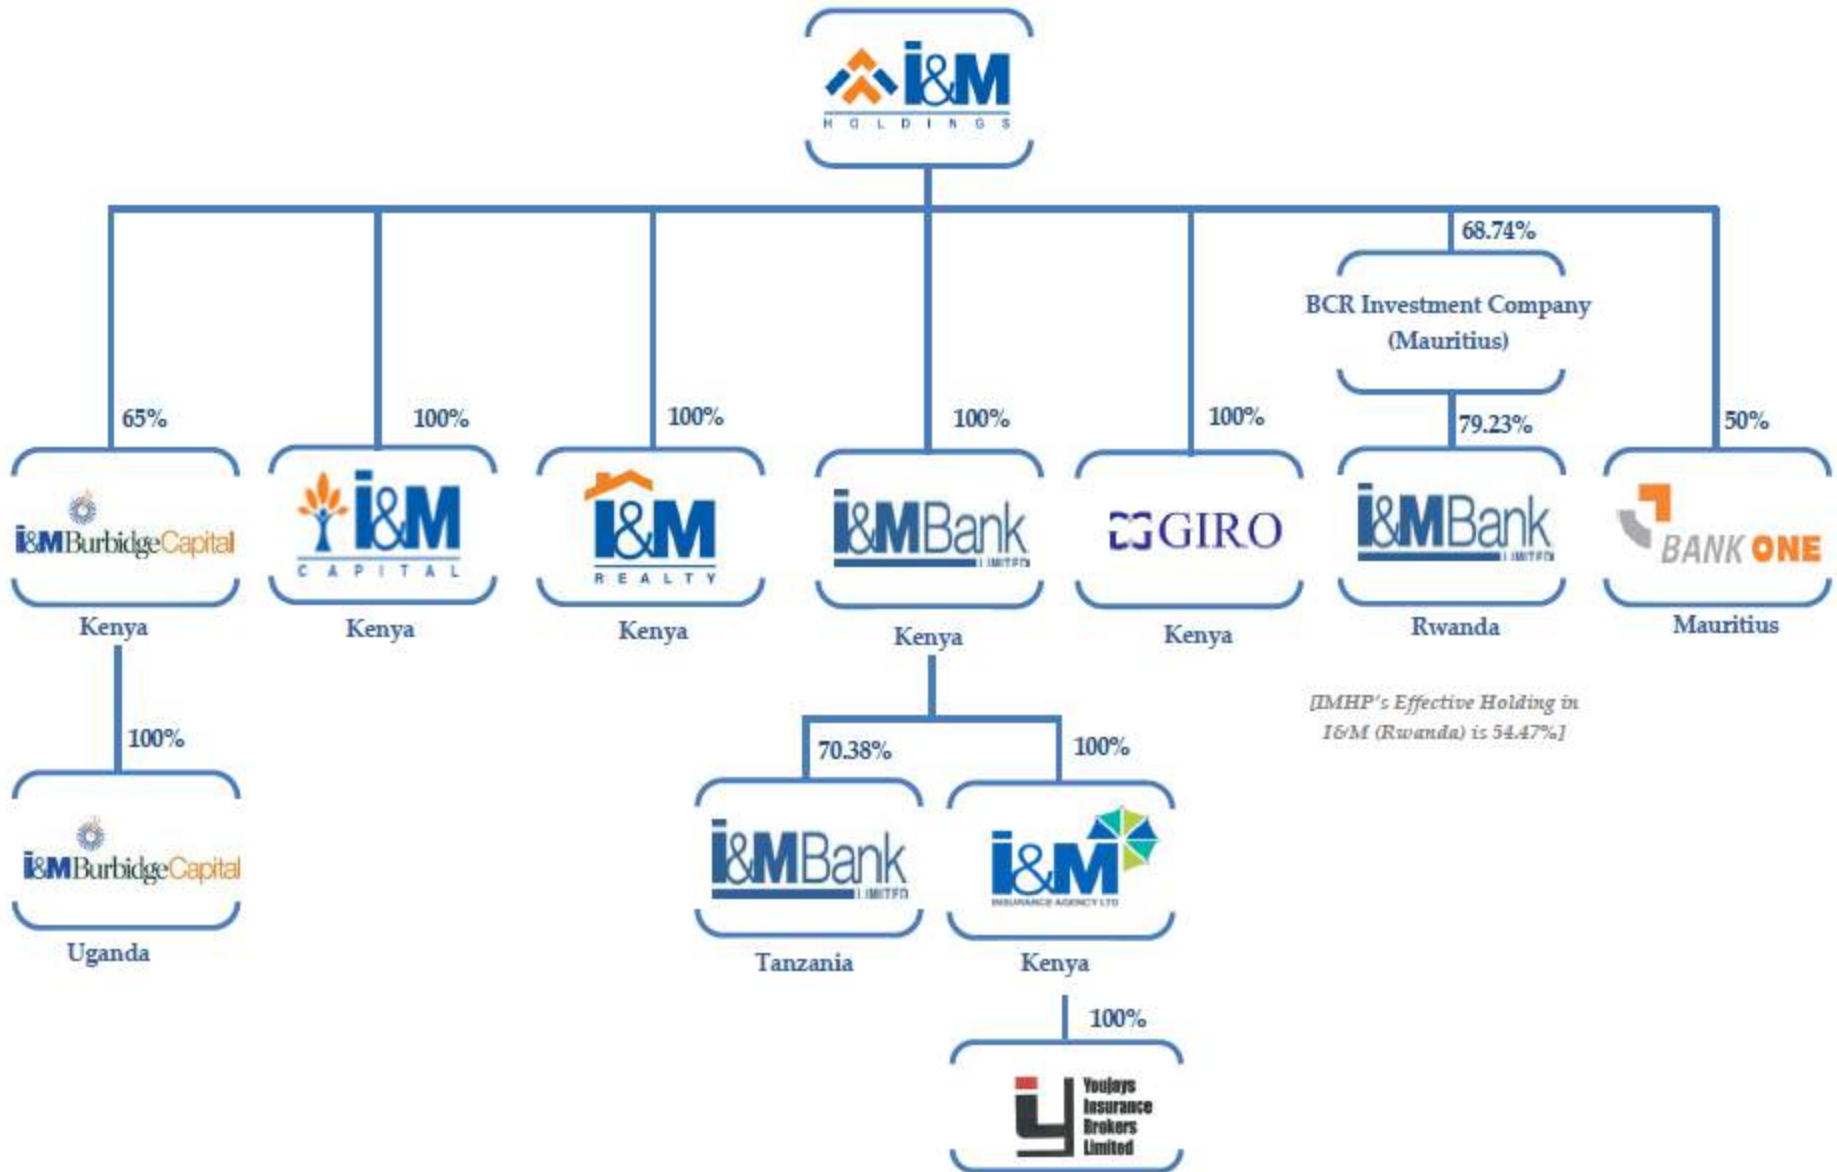 I&M
HOLDINGS
68.74%
BCR Investment Company
(Mauritius)
65%
100%
100%
100%
100%
79.23%
50%
I&M Burbidge Capital
I&M
CAPITAL
I&M
REALTY
I&M Bank
LIMITED
GIRO
I&M Bank
LIMITED
BANK ONE
Kenya
Kenya
Kenya
Kenya
Kenya
Rwanda
Mauritius
[IMHP's Effective Holding in
I&M (Rwanda) is 54.47%]
100%
70.38%
100%
I&M Burbidge Capital
I&M Bank
LIMITED
I&M
INSURANCE AGENCY LTD
Uganda
Tanzania
Kenya
100%
Youjays
Insurance
Brokers
Limited